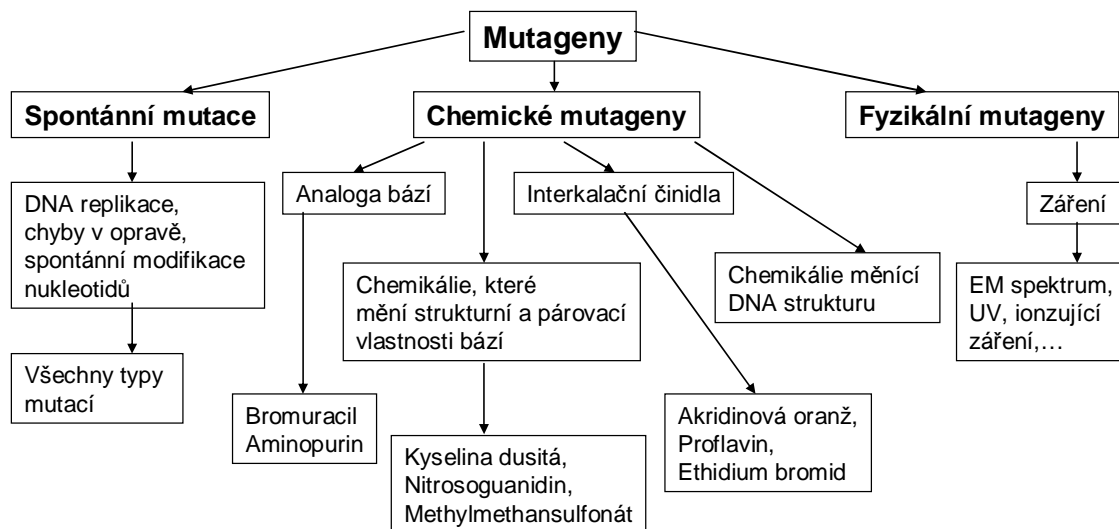 Mutageny
Spontánní mutace
Chemické mutageny
Fyzikální mutageny
DNA replikace,
chyby v opravě,
spontánní modifikace
nukleotidů
Analoga bází
Interkalační činidla
Záření
Chemikálie, které
mění strukturní a párovací
vlastnosti bází
Chemikálie měnící
DNA strukturu
EM spektrum,
UV, ionzující
záření,…
Všechny typy
mutací
Bromuracil
Aminopurin
Kyselina dusitá,
Nitrosoguanidin,
Methylmethansulfonát
Akridinová oranž,
Proflavin,
Ethidium bromid